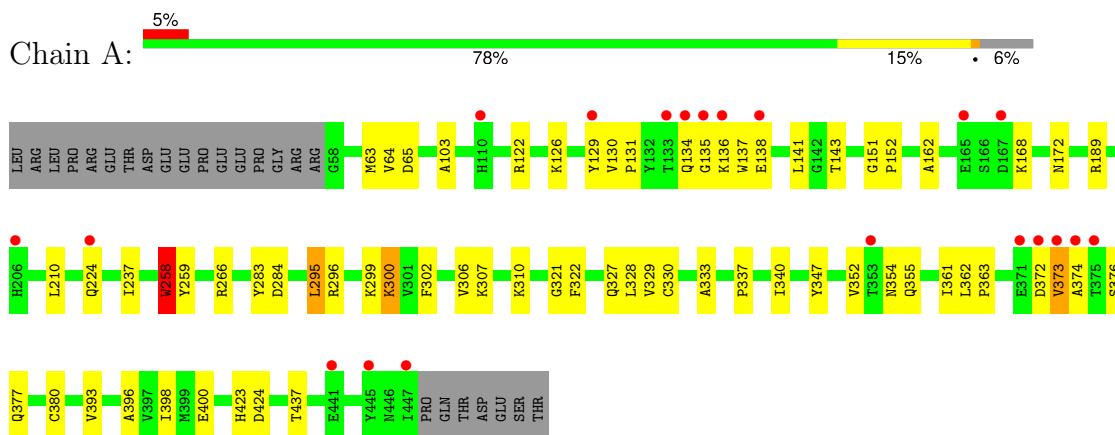 5%
Chain A:
78% 15% • 6%
LEU ARG LEU PRO ARG GLU THR ASP GLU GLU PRO GLU GLU PRO GLY ARG ARG G58 M63 V64 D65 A103 H110 R122 K126 Y129 V130 P131 Y132 T133 Q134 G135 K136 W137 E138 L141 G142 T143 G151 P152 A162 E165 S166 D167 K168 N172 R189
H206 L210 Q224 I237 W258 Y259 R266 Y283 D284 L295 R296 K299 K300 V301 F302 V306 K307 K310 G321 F322 Q327 L328 V329 C330 A333 P337 I340 Y347 V352 T353 N354 Q355 I361 L362 P363 E371 D372 V373 A374 T375 S376
Q377 C380 V393 A396 V397 I398 M399 E400 H423 D424 T437 E441 Y445 N446 I447 PRO GLN THR ASP GLU SER THR